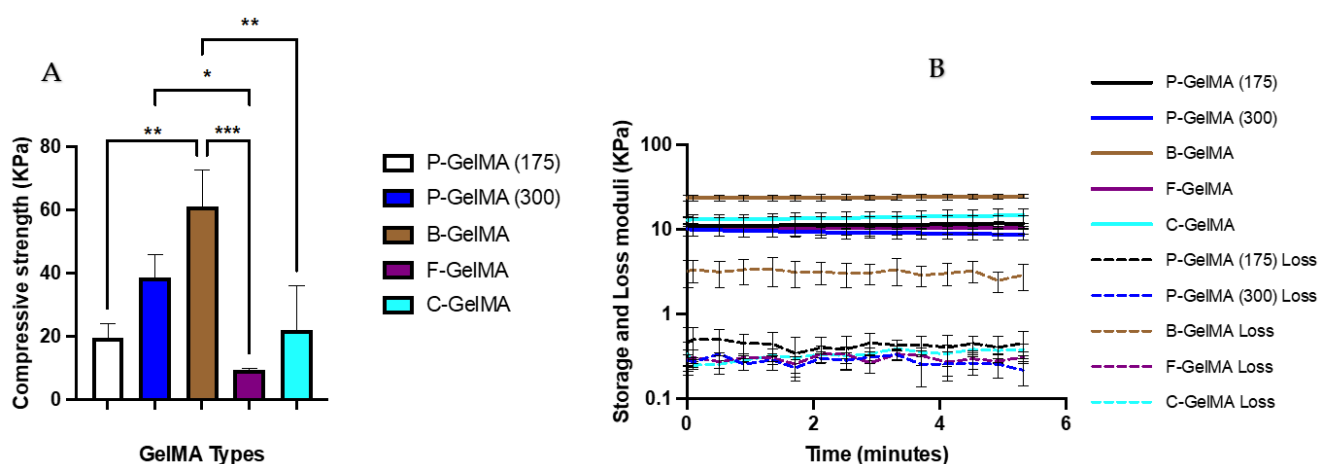 A
**
*
**
***
Compressive strength (KPa)
80
60
40
20
0
GelMA Types
P-GelMA (175)
P-GelMA (300)
B-GelMA
F-GelMA
C-GelMA
B
Storage and Loss moduli (KPa)
100
10
1
0.1
0
2
4
6
Time (minutes)
P-GelMA (175)
P-GelMA (300)
B-GelMA
F-GelMA
C-GelMA
P-GelMA (175) Loss
P-GelMA (300) Loss
B-GelMA Loss
F-GelMA Loss
C-GelMA Loss